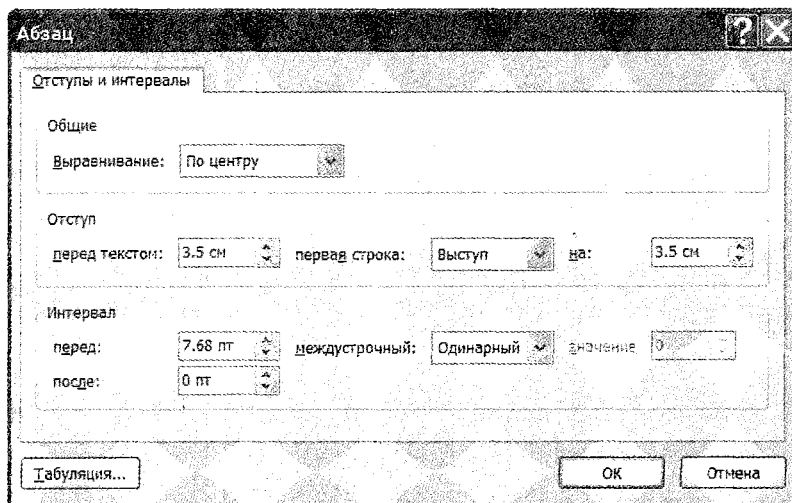 Абзац
Отступы и интервалы
Общие
Выравнивание: По центру
Отступ
перед текстом: 3.5 см первая строка: Выступ на: 3.5 см
Интервал
перед: 7.68 пт междустрочный: Одинарный значение 0
после: 0 пт
Табуляция... ОК Отмена